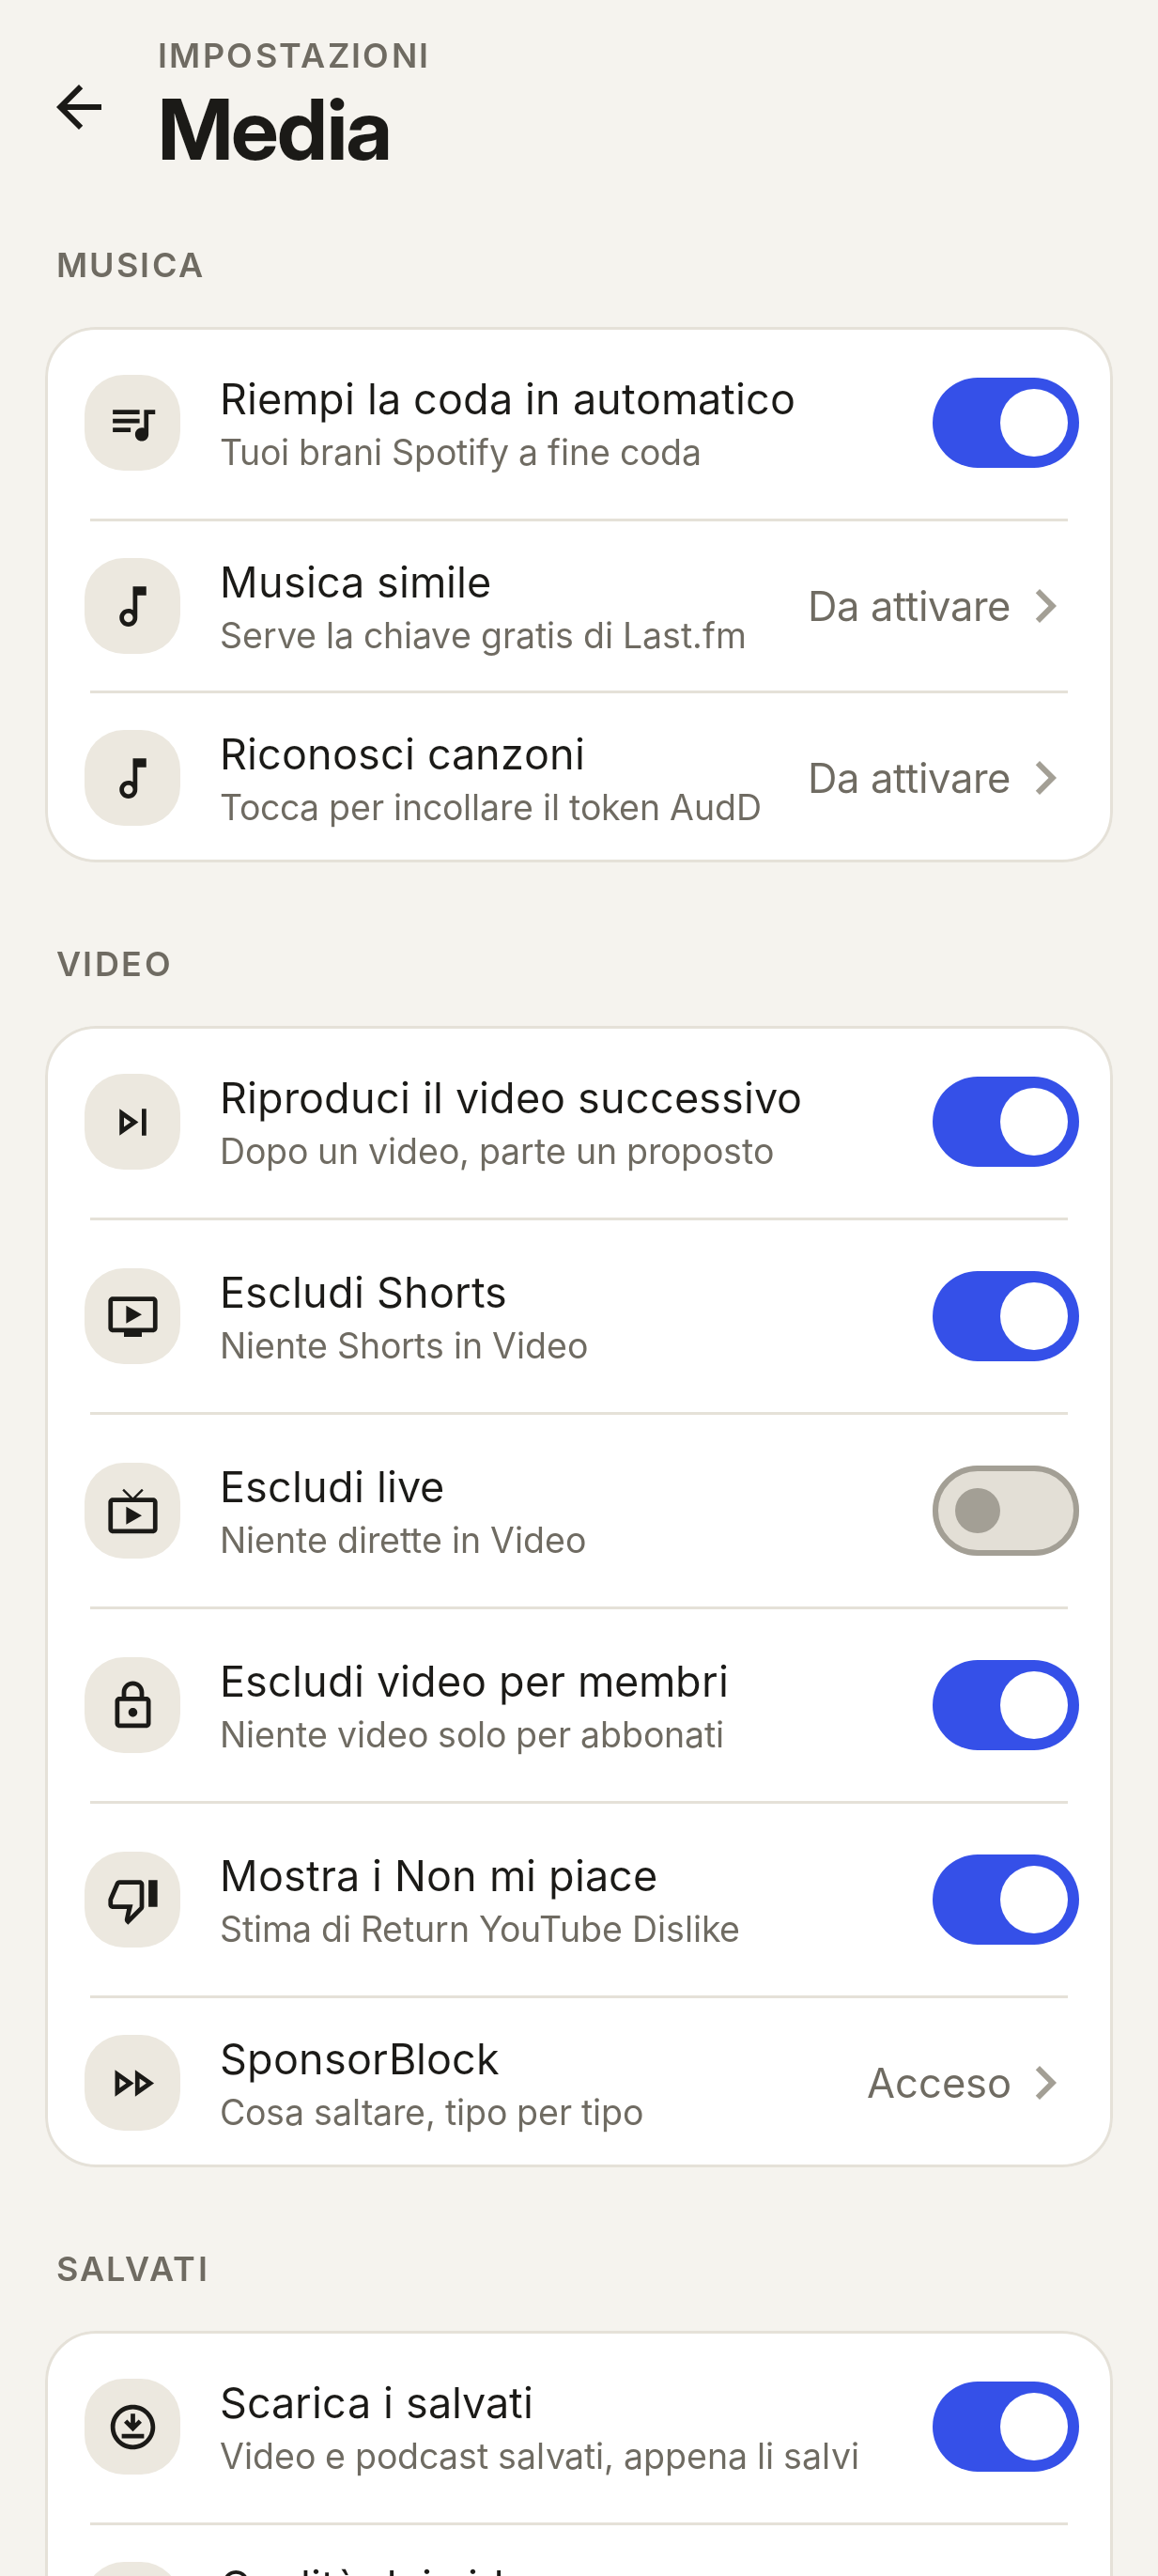 IMPOSTAZIONI
Media
MUSICA
Riempi la coda in automatico
Tuoi brani Spotify a fine coda
Musica simile
Serve la chiave gratis di Last.fm
Da attivare
Riconosci canzoni
Tocca per incollare il token AudD
Da attivare
VIDEO
Riproduci il video successivo
Dopo un video, parte un proposto
Escludi Shorts
Niente Shorts in Video
Escludi live
Niente dirette in Video
Escludi video per membri
Niente video solo per abbonati
Mostra i Non mi piace
Stima di Return YouTube Dislike
SponsorBlock
Cosa saltare, tipo per tipo
Acceso
SALVATI
Scarica i salvati
Video e podcast salvati, appena li salvi